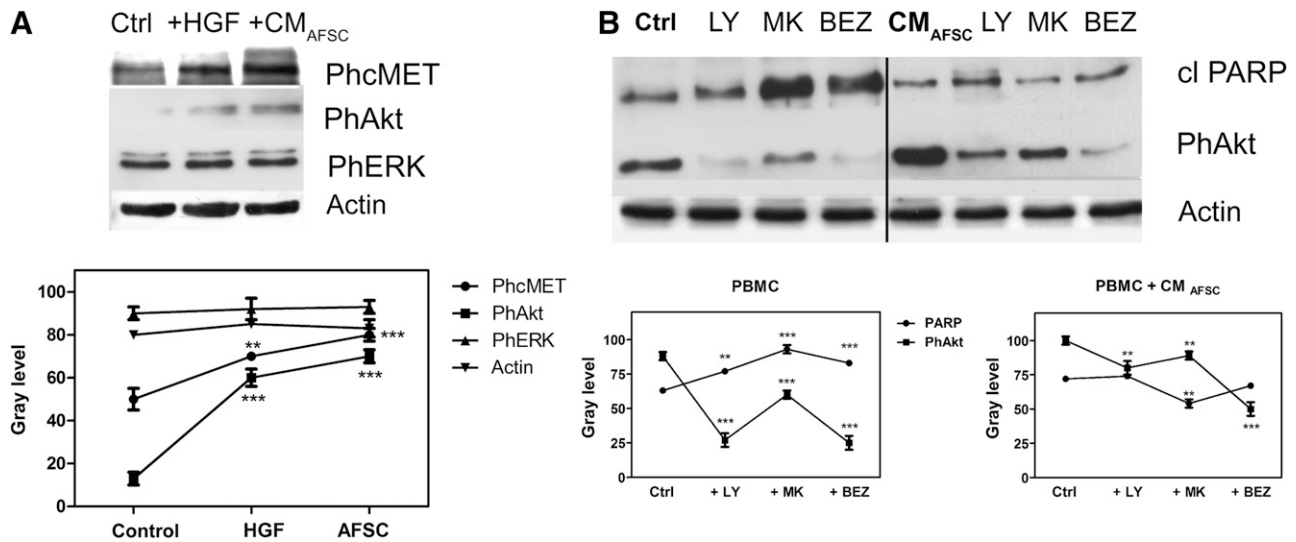 A
Ctrl +HGF +CM AFSC
PhcMET
PhAkt
PhERK
Actin
100
80
60
40
20
0
Gray level
**
***
***
***
Control HGF AFSC
PhcMET
PhAkt
PhERK
Actin
B
Ctrl LY MK BEZ CM AFSC LY MK BEZ
cl PARP
PhAkt
Actin
PBMC
100
75
50
25
0
Gray level
**
***
***
***
***
***
Ctrl + LY + MK + BEZ
PARP
PhAkt
PBMC + CM AFSC
100
75
50
25
0
Gray level
**
**
**
***
Ctrl + LY + MK + BEZ